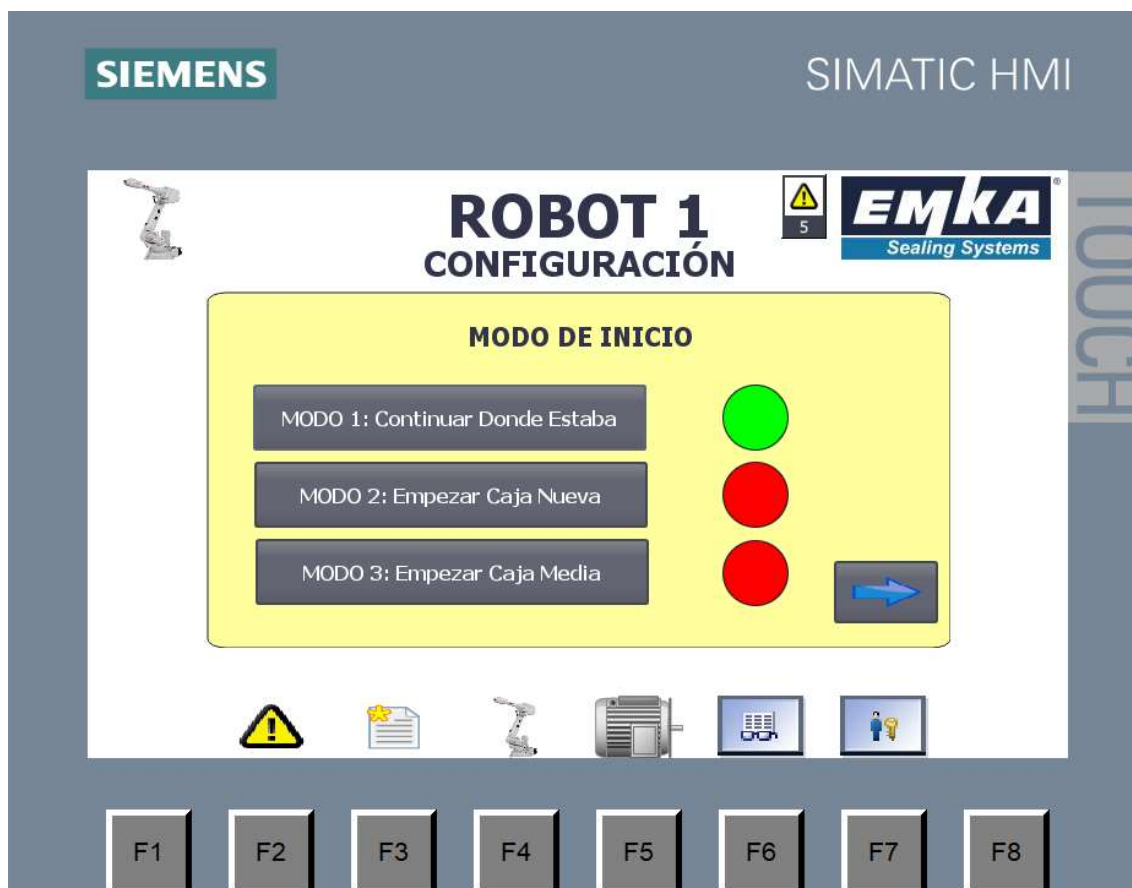 SIEMENS
SIMATIC HMI
TOUCH
ROBOT 1
CONFIGURACIÓN
5
EMKA®
Sealing Systems
MODO DE INICIO
MODO 1: Continuar Donde Estaba
MODO 2: Empezar Caja Nueva
MODO 3: Empezar Caja Media
F1 F2 F3 F4 F5 F6 F7 F8